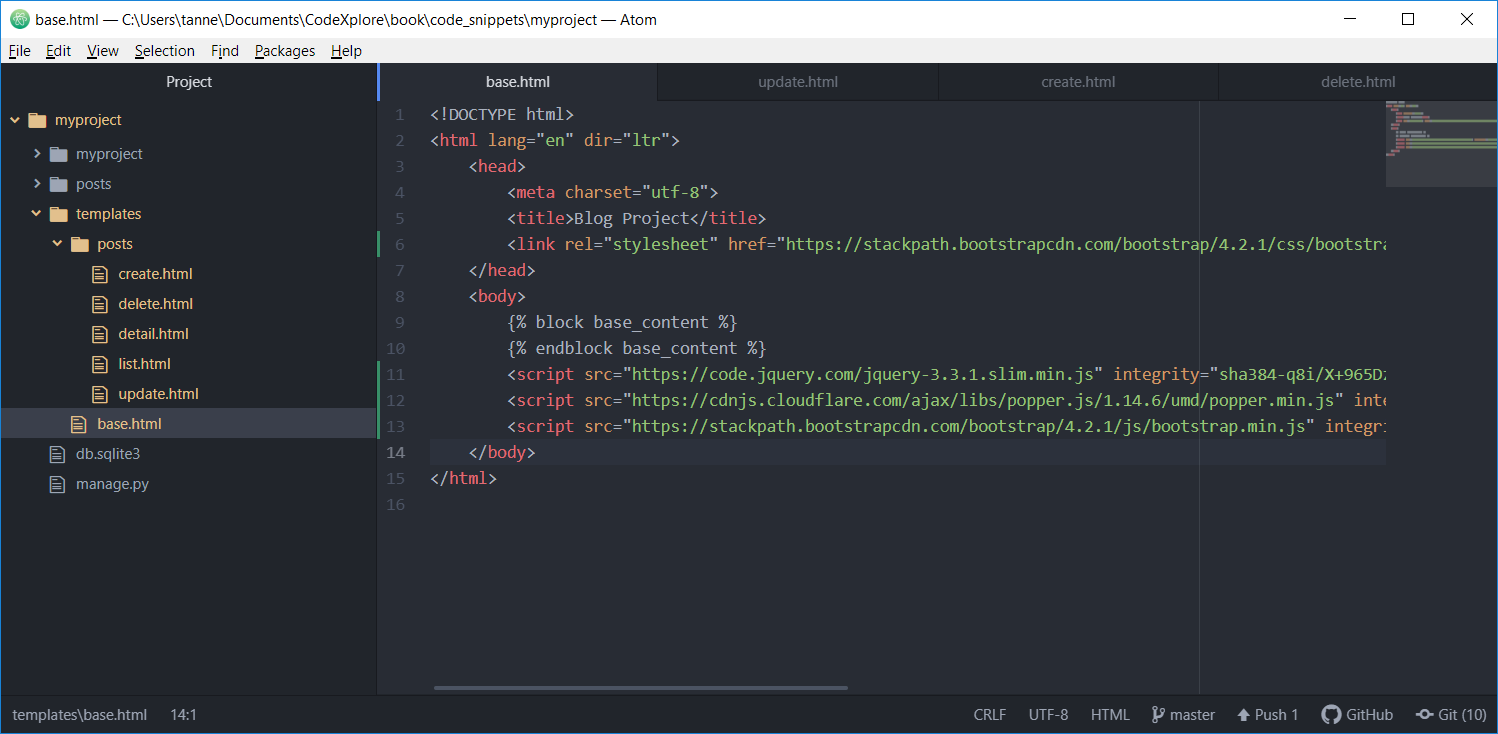 base.html — C:\Users\tanne\Documents\CodeXplore\book\code_snippets\myproject — Atom
File Edit View Selection Find Packages Help
Project
myproject
myproject
posts
templates
posts
create.html
delete.html
detail.html
list.html
update.html
base.html
db.sqlite3
manage.py
base.html update.html create.html delete.html
1 <!DOCTYPE html>
2 <html lang="en" dir="ltr">
3 <head>
4 <meta charset="utf-8">
5 <title>Blog Project</title>
6 <link rel="stylesheet" href="https://stackpath.bootstrapcdn.com/bootstrap/4.2.1/css/bootstra
7 </head>
8 <body>
9 {% block base_content %}
10 {% endblock base_content %}
11 <script src="https://code.jquery.com/jquery-3.3.1.slim.min.js" integrity="sha384-q8i/X+965Dz
12 <script src="https://cdnjs.cloudflare.com/ajax/libs/popper.js/1.14.6/umd/popper.min.js" inte
13 <script src="https://stackpath.bootstrapcdn.com/bootstrap/4.2.1/js/bootstrap.min.js" integri
14 </body>
15 </html>
16
templates\base.html 14:1 CRLF UTF-8 HTML master Push 1 GitHub Git (10)